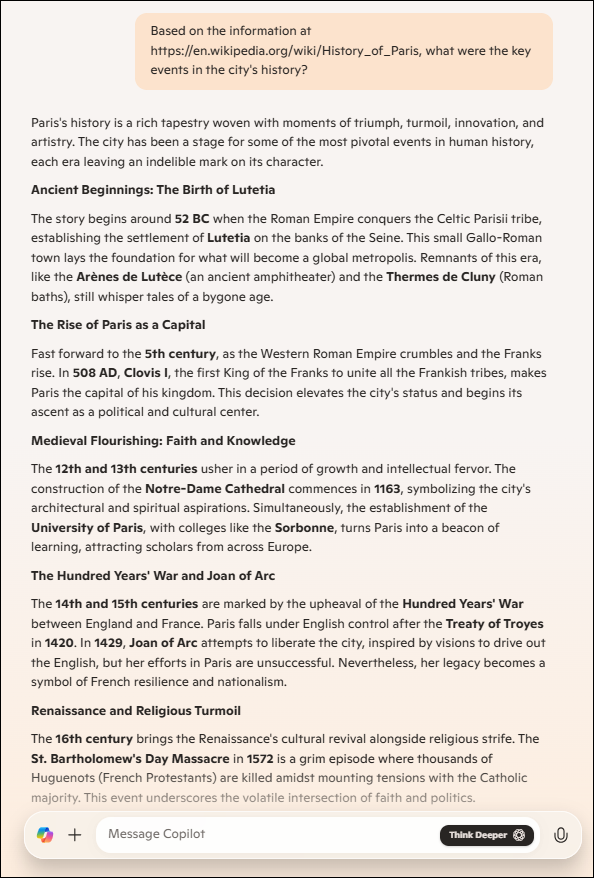 Based on the information at
https://en.wikipedia.org/wiki/History_of_Paris, what were the key
events in the city's history?
Paris's history is a rich tapestry woven with moments of triumph, turmoil, innovation, and
artistry. The city has been a stage for some of the most pivotal events in human history,
each era leaving an indelible mark on its character.
Ancient Beginnings: The Birth of Lutetia
The story begins around 52 BC when the Roman Empire conquers the Celtic Parisii tribe,
establishing the settlement of Lutetia on the banks of the Seine. This small Gallo-Roman
town lays the foundation for what will become a global metropolis. Remnants of this era,
like the Arènes de Lutèce (an ancient amphitheater) and the Thermes de Cluny (Roman
baths), still whisper tales of a bygone age.
The Rise of Paris as a Capital
Fast forward to the 5th century, as the Western Roman Empire crumbles and the Franks
rise. In 508 AD, Clovis I, the first King of the Franks to unite all the Frankish tribes, makes
Paris the capital of his kingdom. This decision elevates the city's status and begins its
ascent as a political and cultural center.
Medieval Flourishing: Faith and Knowledge
The 12th and 13th centuries usher in a period of growth and intellectual fervor. The
construction of the Notre-Dame Cathedral commences in 1163, symbolizing the city's
architectural and spiritual aspirations. Simultaneously, the establishment of the
University of Paris, with colleges like the Sorbonne, turns Paris into a beacon of
learning, attracting scholars from across Europe.
The Hundred Years' War and Joan of Arc
The 14th and 15th centuries are marked by the upheaval of the Hundred Years' War
between England and France. Paris falls under English control after the Treaty of Troyes
in 1420. In 1429, Joan of Arc attempts to liberate the city, inspired by visions to drive out
the English, but her efforts in Paris are unsuccessful. Nevertheless, her legacy becomes a
symbol of French resilience and nationalism.
Renaissance and Religious Turmoil
The 16th century brings the Renaissance's cultural revival alongside religious strife. The
St. Bartholomew's Day Massacre in 1572 is a grim episode where thousands of
Huguenots (French Protestants) are killed amidst mounting tensions with the Catholic
majority. This event underscores the volatile intersection of faith and politics.
Message Copilot
Think Deeper